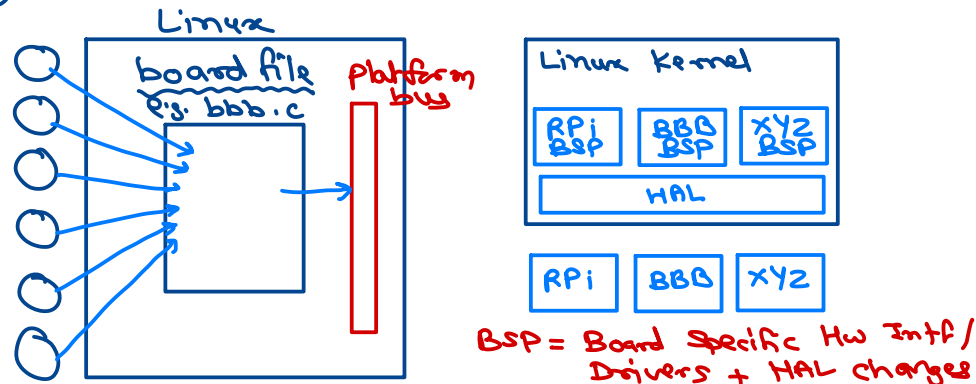 Linux
board file
e.g. bbb.c
Platform
bus
Linux Kernel
RPi
BSP
BBB
BSP
XYZ
BSP
HAL
RPi
BBB
XYZ
BSP = Board Specific Hw Intf/
Drivers + HAL changes